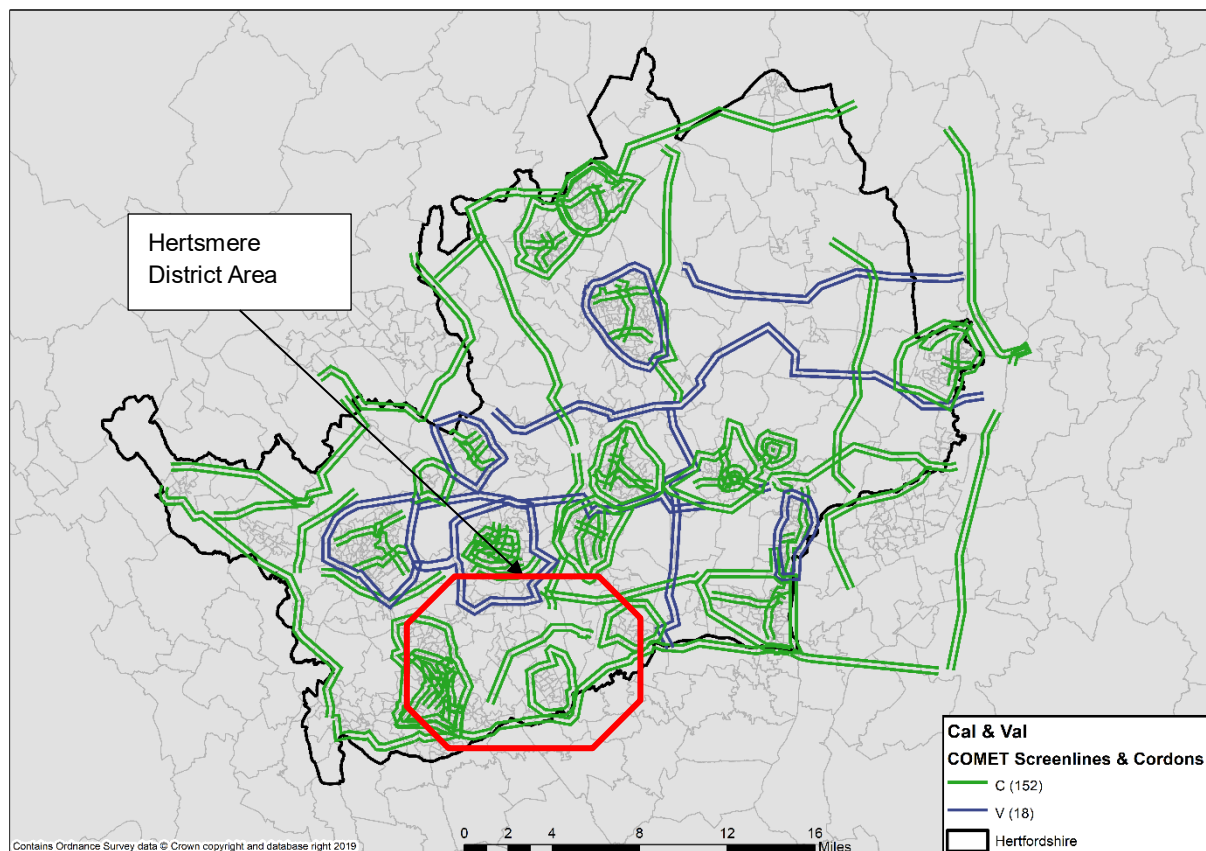 Hertsmere
District Area
Cal & Val
COMET Screenlines & Cordons
C (152)
V (18)
Hertfordshire
0 2 4 8 12 16
Miles
Contains Ordnance Survey data © Crown copyright and database right 2019